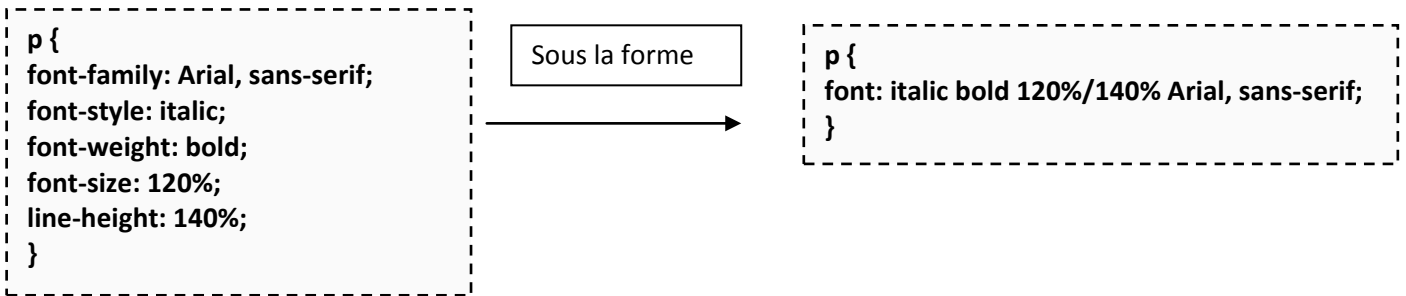 p {
font-family: Arial, sans-serif;
font-style: italic;
font-weight: bold;
font-size: 120%;
line-height: 140%;
}
Sous la forme
p {
font: italic bold 120%/140% Arial, sans-serif;
}